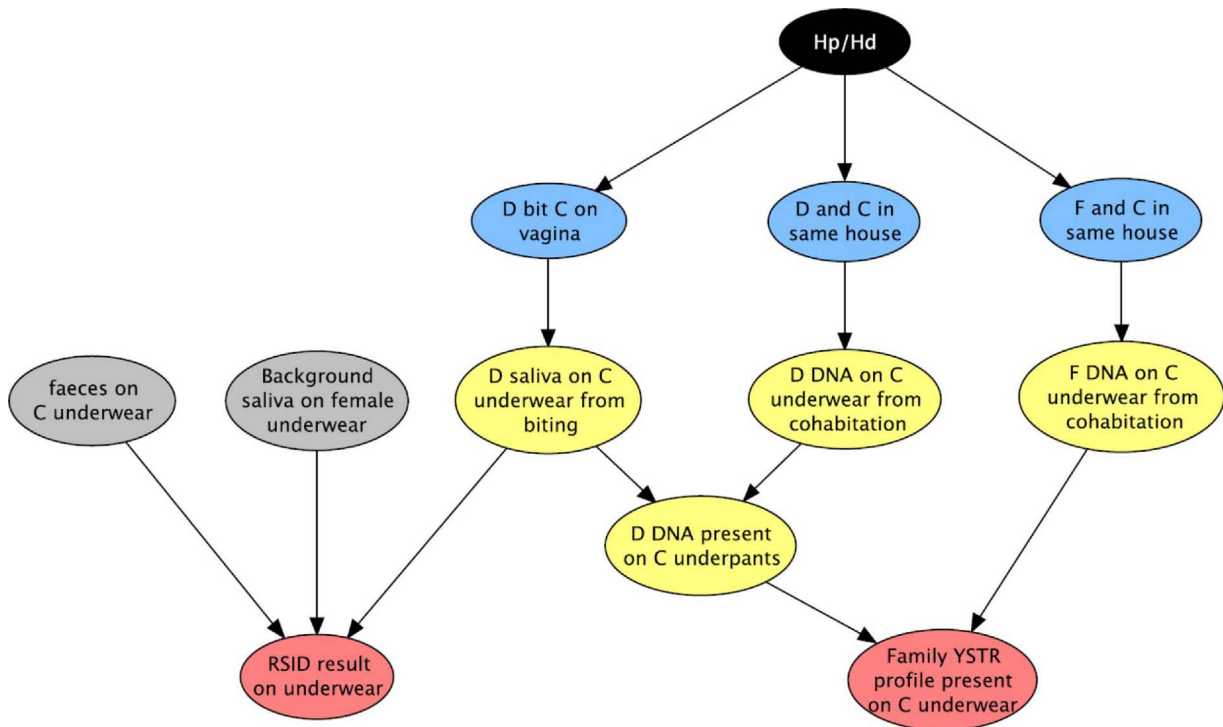 Hp/Hd
D bit C on
vagina
D and C in
same house
F and C in
same house
faeces on
C underwear
Background
saliva on female
underwear
D saliva on C
underwear from
biting
D DNA on C
underwear from
cohabitation
F DNA on C
underwear from
cohabitation
D DNA present
on C underpants
RSID result
on underwear
Family YSTR
profile present
on C underwear